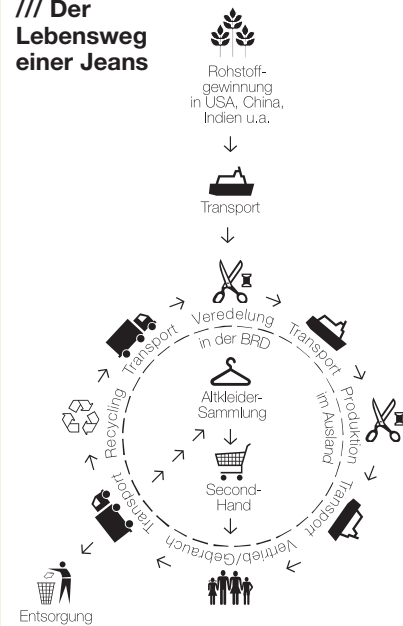 /// Der
Lebensweg
einer Jeans
Rohstoff-
gewinnung
in USA, China,
Indien u.a.
Transport
Veredelung
in der BRD
Transport
Produktion
im Ausland
Transport
Vertrieb/Gebrauch
Transport
Recycling
Transport
Altkleider-
Sammlung
Second-
Hand
Entsorgung